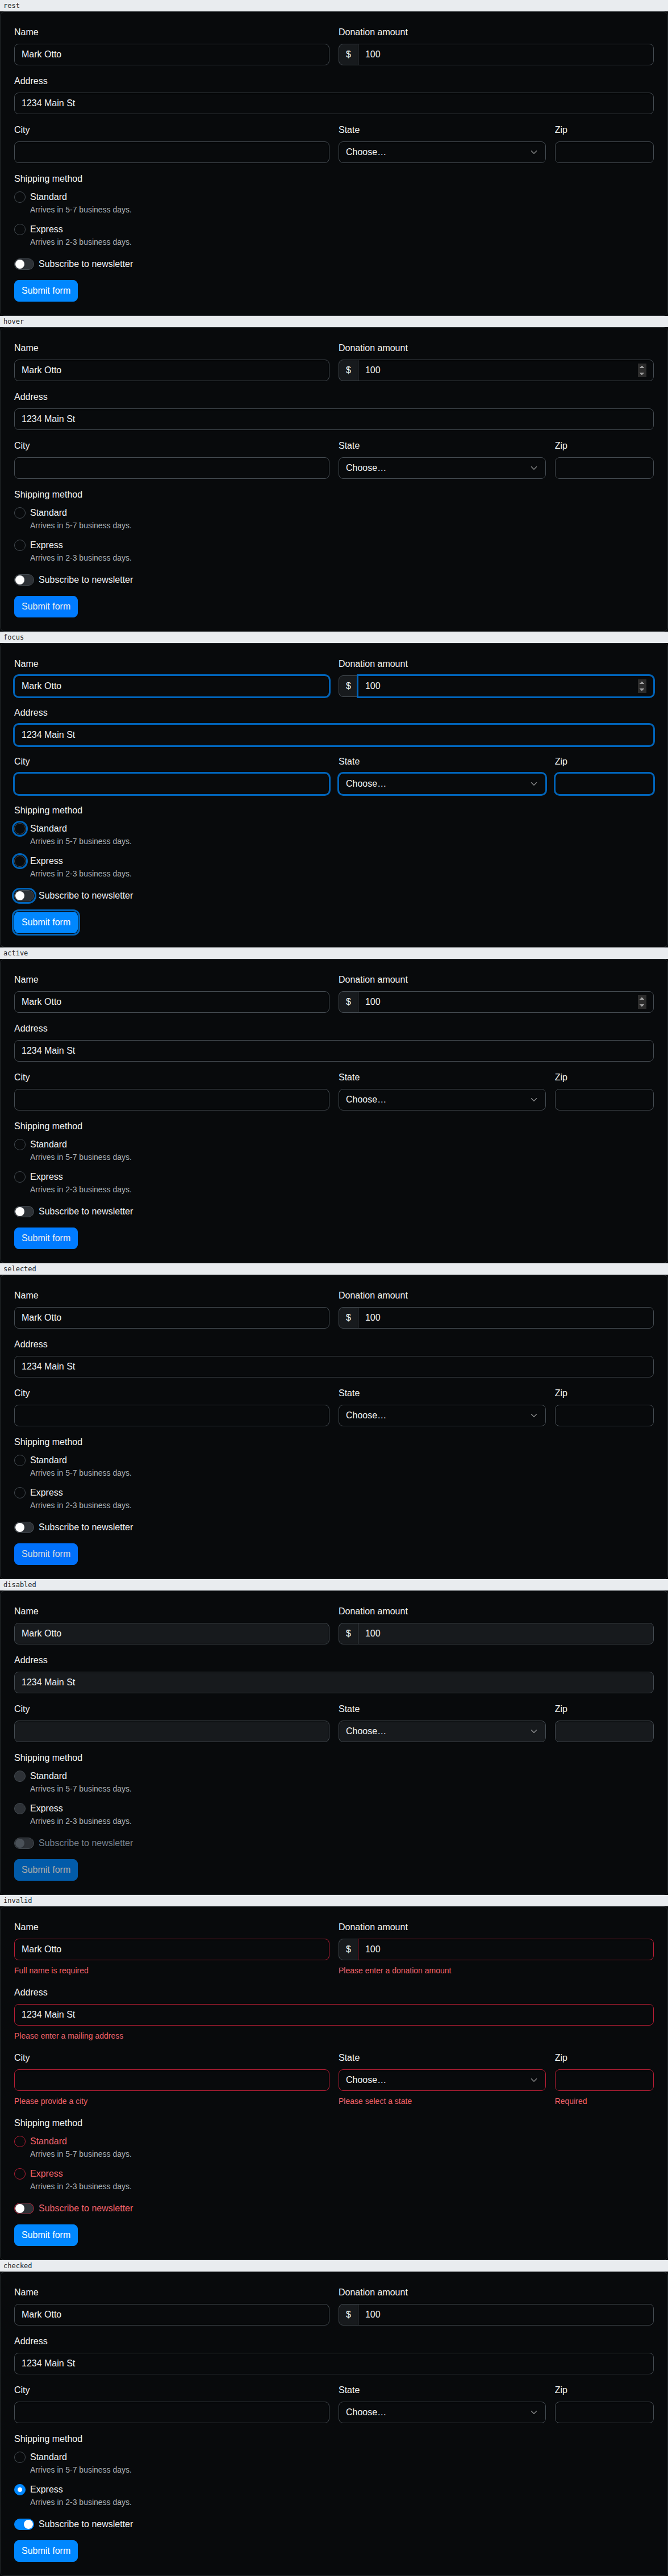 rest
Name Donation amount
Mark Otto $ 100
Address
1234 Main St
City State Zip
Choose...
Shipping method
Standard
Arrives in 5-7 business days.
Express
Arrives in 2-3 business days.
Subscribe to newsletter
Submit form
hover
Name Donation amount
Mark Otto $ 100
Address
1234 Main St
City State Zip
Choose...
Shipping method
Standard
Arrives in 5-7 business days.
Express
Arrives in 2-3 business days.
Subscribe to newsletter
Submit form
focus
Name Donation amount
Mark Otto $ 100
Address
1234 Main St
City State Zip
Choose...
Shipping method
Standard
Arrives in 5-7 business days.
Express
Arrives in 2-3 business days.
Subscribe to newsletter
Submit form
active
Name Donation amount
Mark Otto $ 100
Address
1234 Main St
City State Zip
Choose...
Shipping method
Standard
Arrives in 5-7 business days.
Express
Arrives in 2-3 business days.
Subscribe to newsletter
Submit form
selected
Name Donation amount
Mark Otto $ 100
Address
1234 Main St
City State Zip
Choose...
Shipping method
Standard
Arrives in 5-7 business days.
Express
Arrives in 2-3 business days.
Subscribe to newsletter
Submit form
disabled
Name Donation amount
Mark Otto $ 100
Address
1234 Main St
City State Zip
Choose...
Shipping method
Standard
Arrives in 5-7 business days.
Express
Arrives in 2-3 business days.
Subscribe to newsletter
Submit form
invalid
Name Donation amount
Mark Otto $ 100
Full name is required Please enter a donation amount
Address
1234 Main St
Please enter a mailing address
City State Zip
Choose...
Please provide a city Please select a state Required
Shipping method
Standard
Arrives in 5-7 business days.
Express
Arrives in 2-3 business days.
Subscribe to newsletter
Submit form
checked
Name Donation amount
Mark Otto $ 100
Address
1234 Main St
City State Zip
Choose...
Shipping method
Standard
Arrives in 5-7 business days.
Express
Arrives in 2-3 business days.
Subscribe to newsletter
Submit form